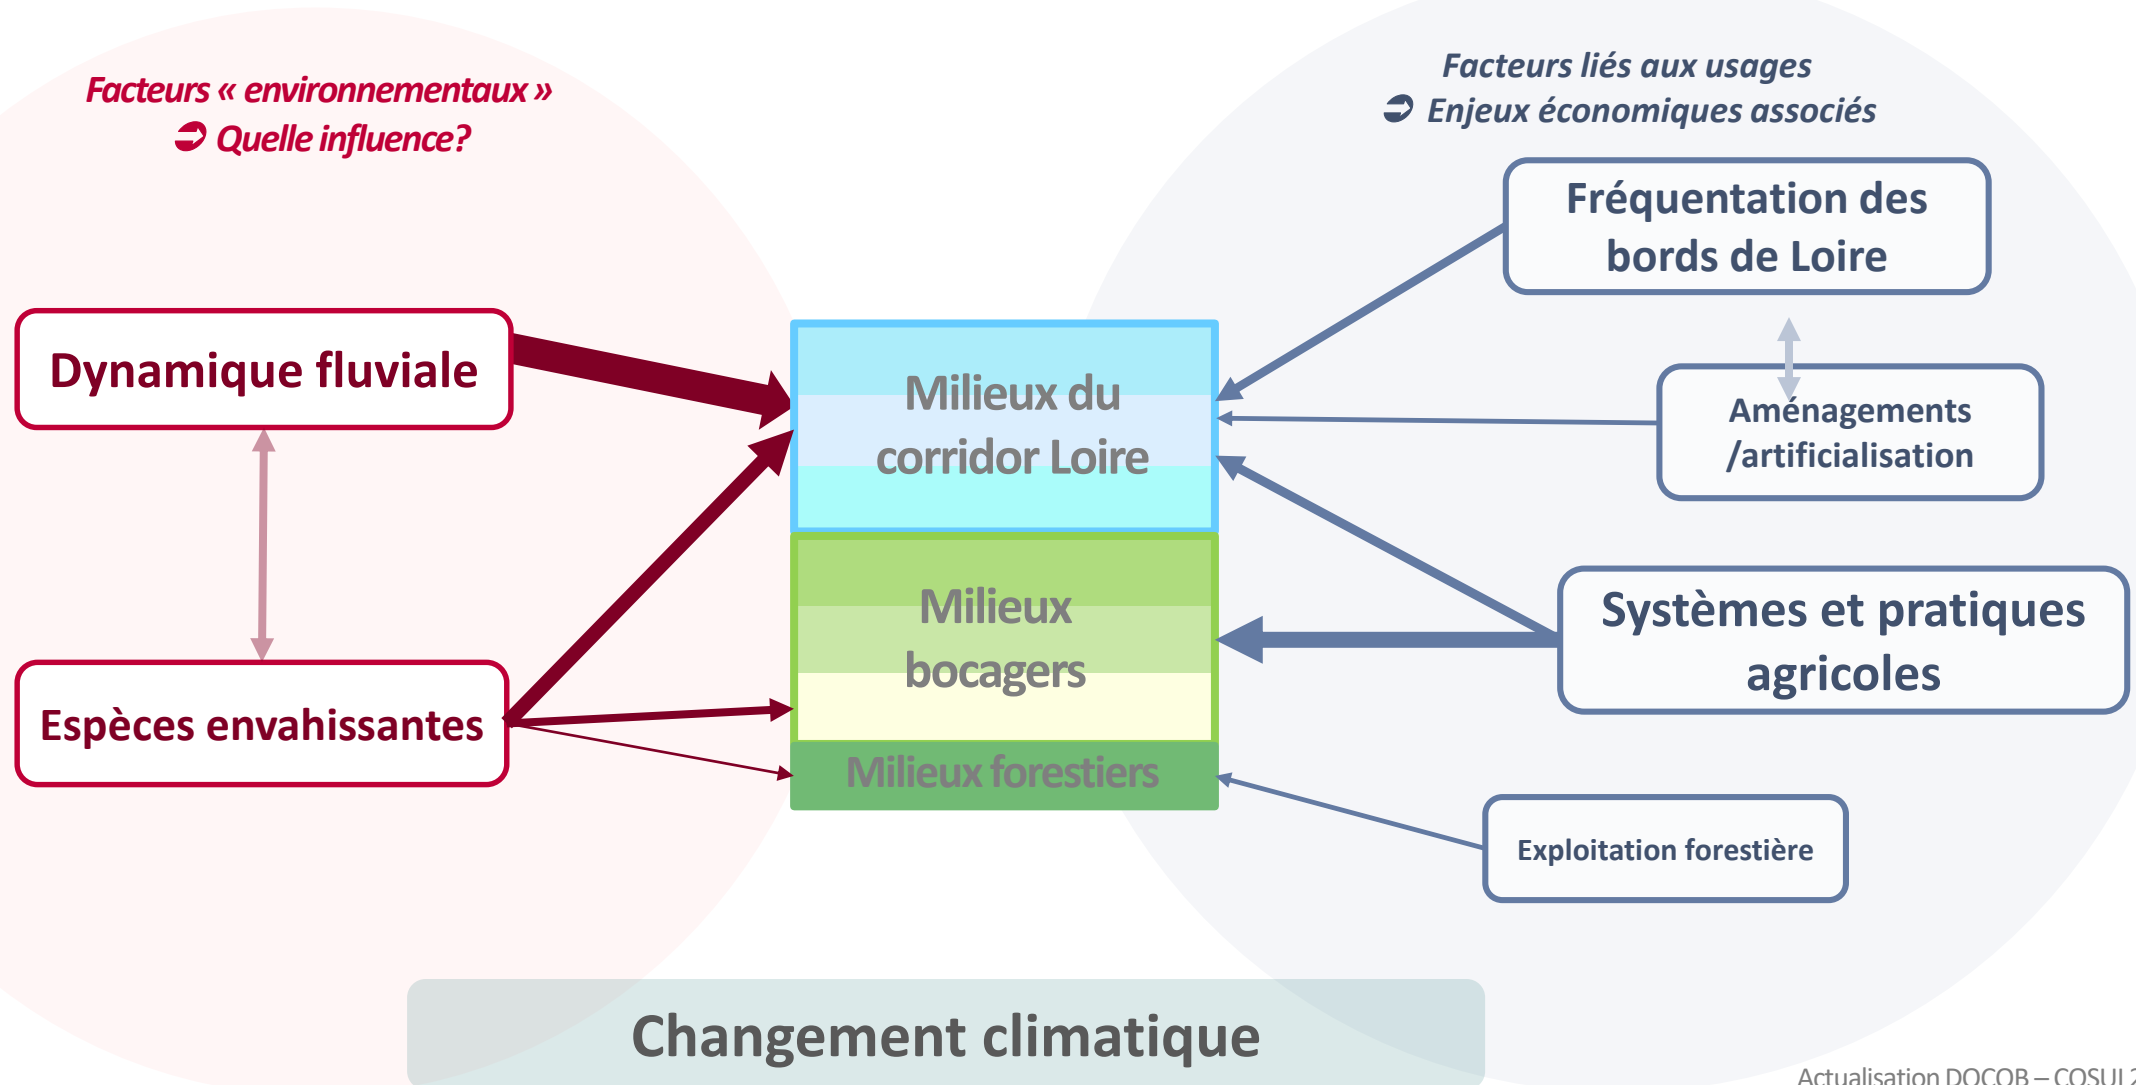 Facteurs « environnementaux »
➲ Quelle influence?
Facteurs liés aux usages
➲ Enjeux économiques associés
Fréquentation des
bords de Loire
Dynamique fluviale
Milieux du
corridor Loire
Aménagements
/artificialisation
Milieux
bocagers
Systèmes et pratiques
agricoles
Espèces envahissantes
Milieux forestiers
Exploitation forestière
Changement climatique
Actualisation DOCOB – COSUI 2